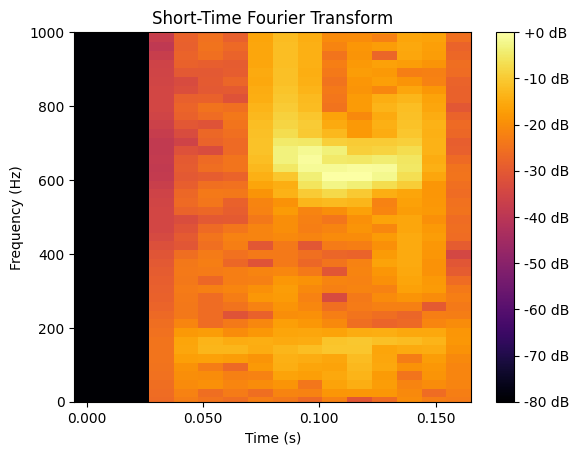 Short-Time Fourier Transform
1000
800
600
400
200
0
Frequency (Hz)
0.000
0.050
0.100
0.150
Time (s)
+0 dB
-10 dB
-20 dB
-30 dB
-40 dB
-50 dB
-60 dB
-70 dB
-80 dB